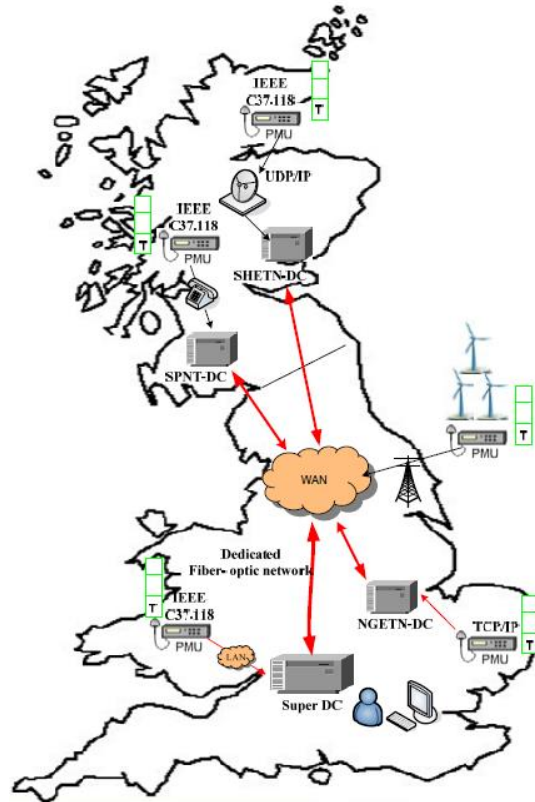 IEEE
C37.118
T
PMU
UDP/IP
IEEE
C37.118
T
PMU
SHETN-DC
SPNT-DC
T
PMU
WAN
Dedicated
Fiber- optic network
IEEE
C37.118
T
PMU
LAN
NGETN-DC
TCP/IP
T
PMU
Super DC